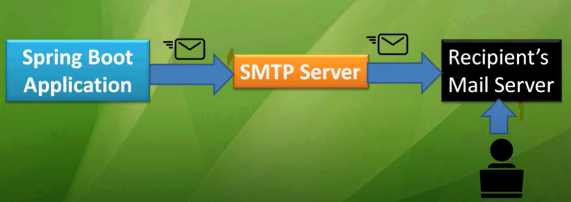 Spring Boot
Application
SMTP Server
Recipient's
Mail Server